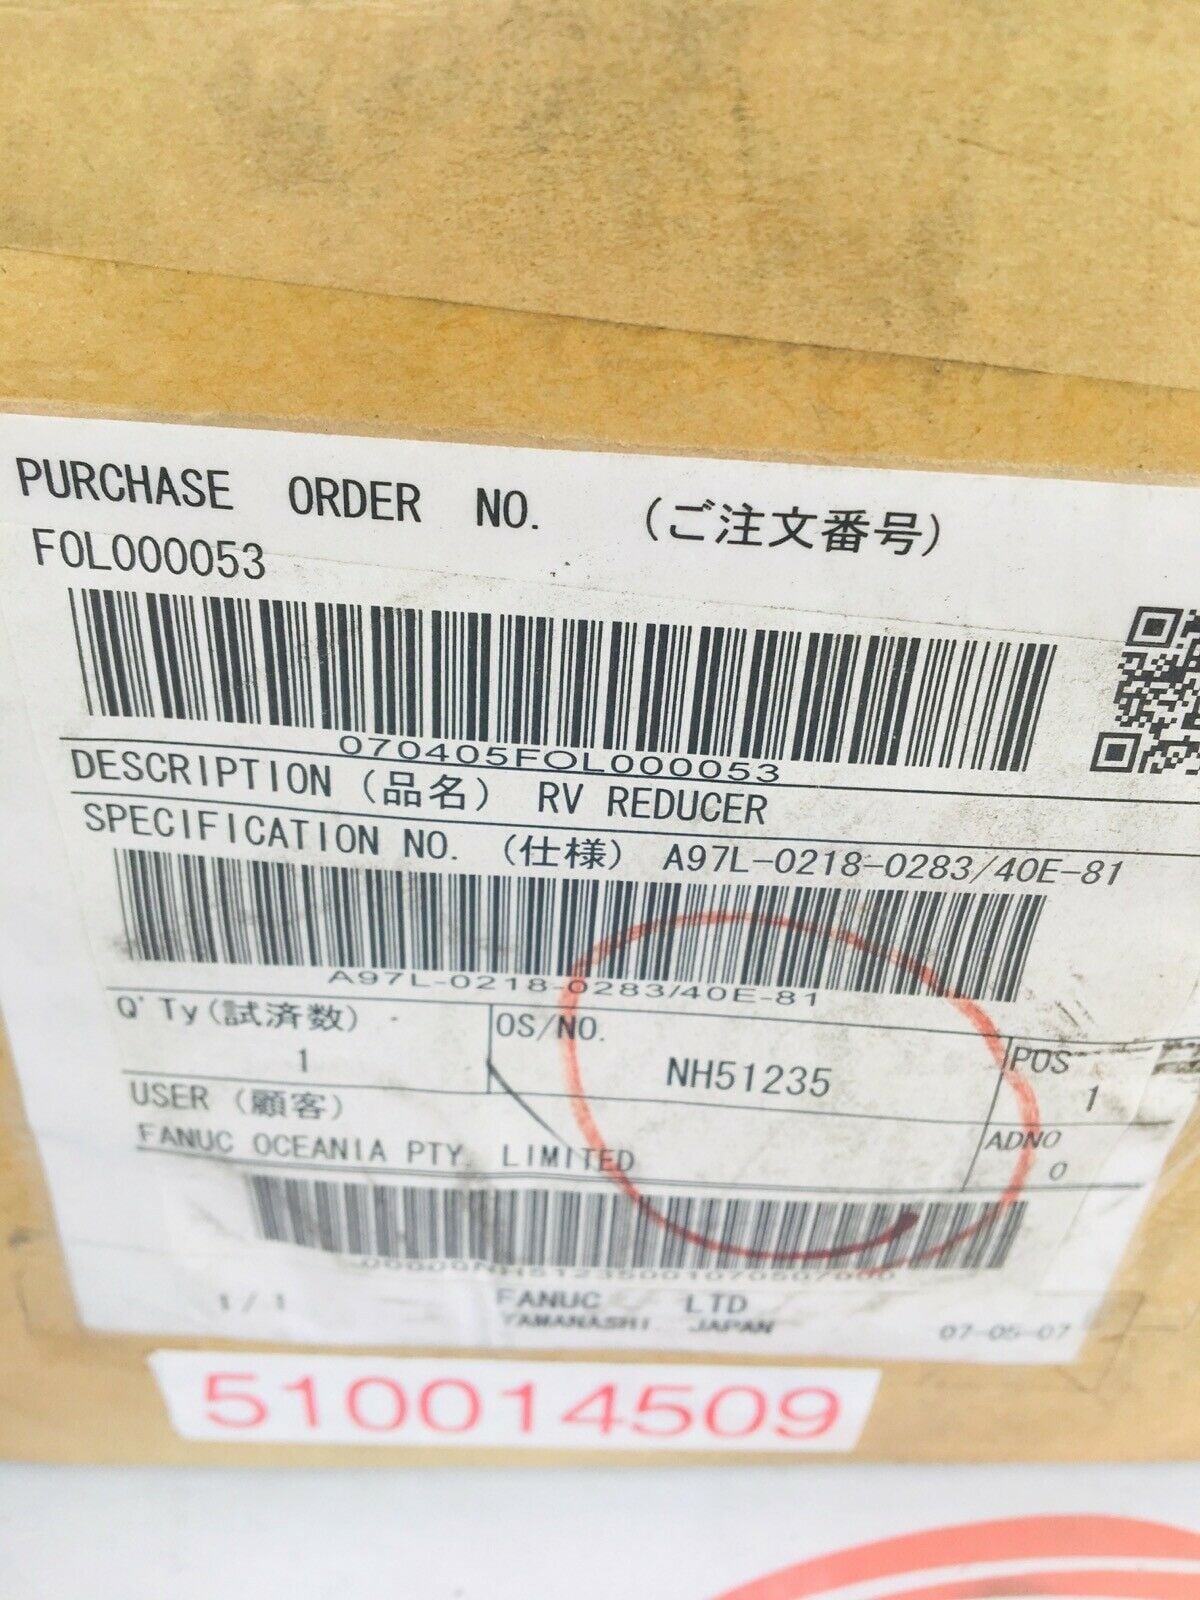 PURCHASE ORDER NO. (ご注文番号)
FOL000053
070405FOL000053
DESCRIPTION (品名) RV REDUCER
SPECIFICATION NO. (仕様) A97L-0218-0283/40E-81
A97L-0218-0283/40E-81
Q'Ty(試済数) OS/NO. POS
1 NH51235 1
USER (顧客) ADNO
FANUC OCEANIA PTY. LIMITED 0
00000NH51235001070507000
1/1 FANUC LTD
YAMANASHI JAPAN 07-05-07
510014509